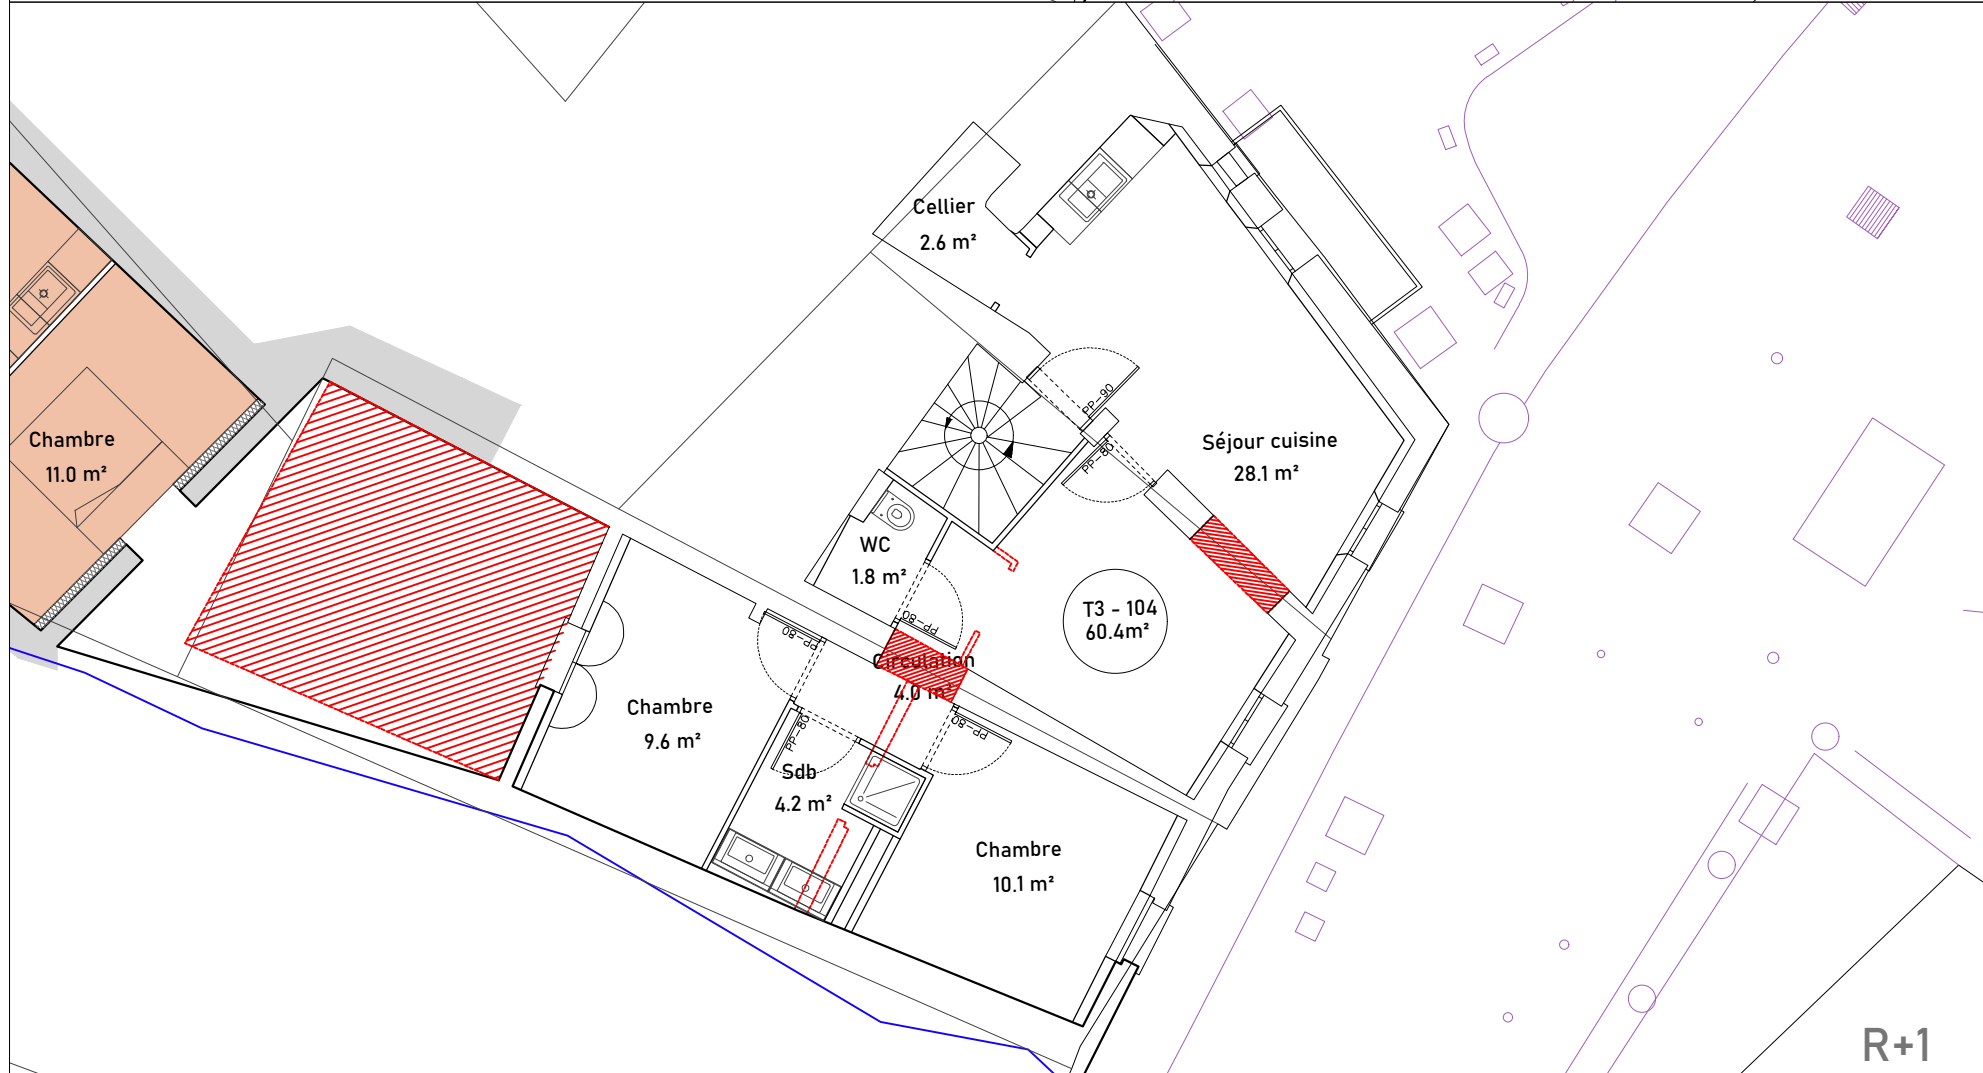 Cellier
2.6 m²
PP-90
PP-80
Séjour cuisine
28.1 m²
Chambre
11.0 m²
WC
1.8 m²
T3 - 104
60.4m²
PP-80
PP-80
Circulation
4.0 m²
Chambre
9.6 m²
PP-80
PP-80
Sdb
4.2 m²
Chambre
10.1 m²
R+1